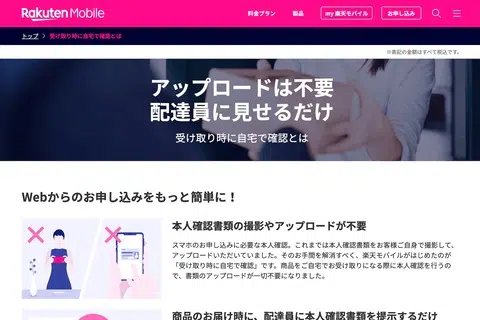 Rakuten Mobile
料金プラン
製品
my 楽天モバイル
お申し込み
トップ > 受け取り時に自宅で確認とは
※表記の金額はすべて税込です。
アップロードは不要
配達員に見せるだけ
受け取り時に自宅で確認とは
Webからのお申し込みをもっと簡単に！
本人確認書類の撮影やアップロードが不要
スマホのお申し込みに必要な本人確認。これまでは本人確認書類をお客様ご自身で撮影して、
アップロードいただいていました。そのお手間を解消すべく、楽天モバイルがはじめたのが
「受け取り時に自宅で確認」です。商品をご自宅でお受け取りになる際に本人確認を行うの
で、書類のアップロードが一切不要になりました。
商品のお届け時に、配達員に本人確認書類を提示するだけ